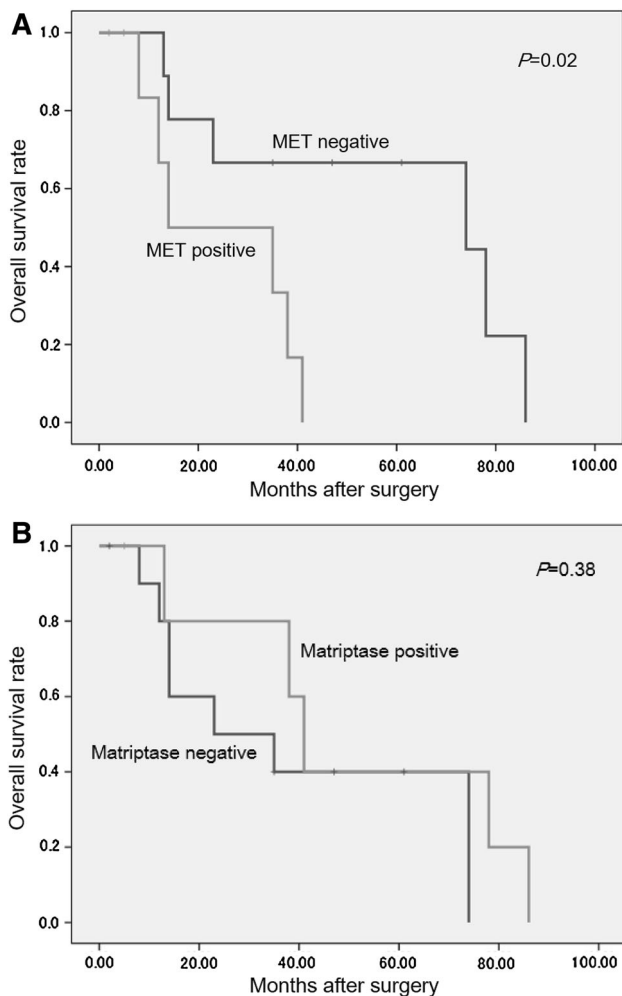 A
P=0.02
Overall survival rate
1.0
0.8
0.6
0.4
0.2
0.0
MET negative
MET positive
0.00 20.00 40.00 60.00 80.00 100.00
Months after surgery
B
P=0.38
Overall survival rate
1.0
0.8
0.6
0.4
0.2
0.0
Matriptase positive
Matriptase negative
0.00 20.00 40.00 60.00 80.00 100.00
Months after surgery